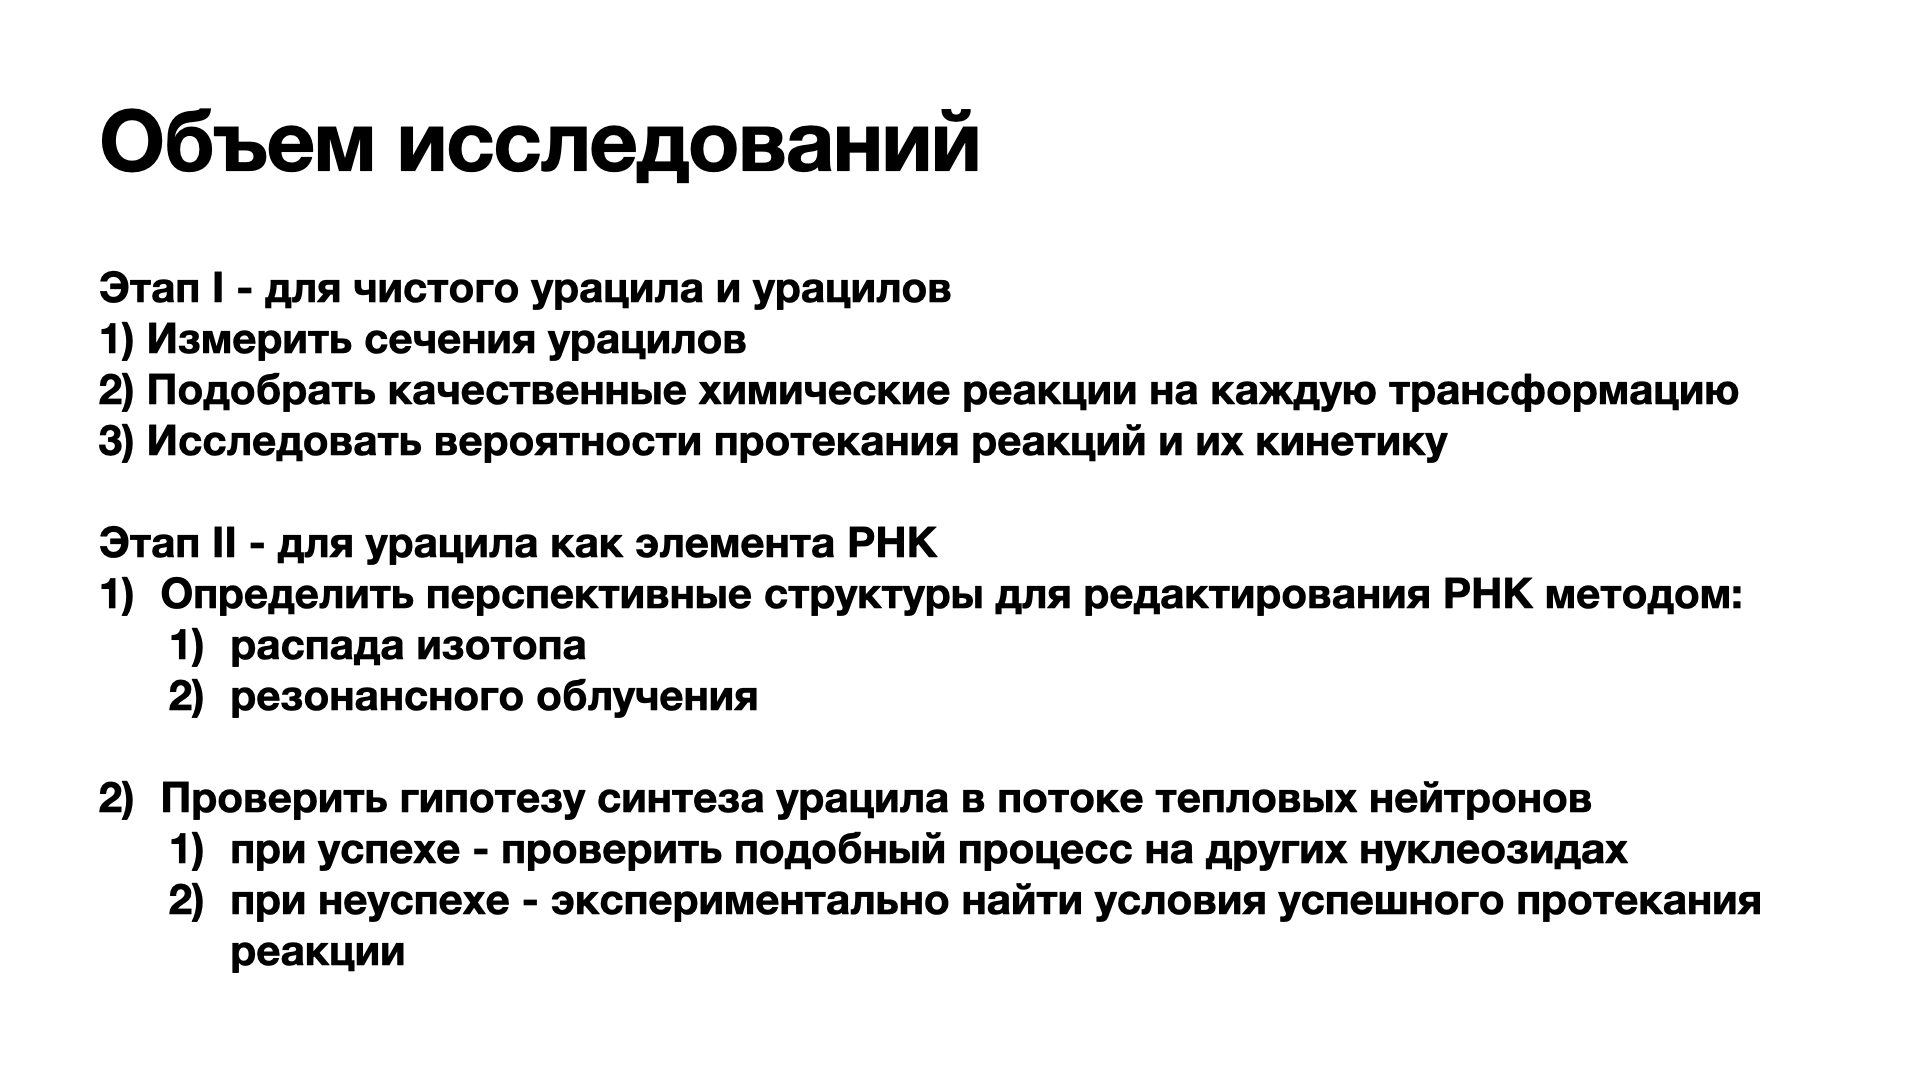 Объем исследований
Этап I - для чистого урацила и урацилов
1) Измерить сечения урацилов
2) Подобрать качественные химические реакции на каждую трансформацию
3) Исследовать вероятности протекания реакций и их кинетику
Этап II - для урацила как элемента РНК
1) Определить перспективные структуры для редактирования РНК методом:
1) распада изотопа
2) резонансного облучения
2) Проверить гипотезу синтеза урацила в потоке тепловых нейтронов
1) при успехе - проверить подобный процесс на других нуклеозидах
2) при неуспехе - экспериментально найти условия успешного протекания
реакции